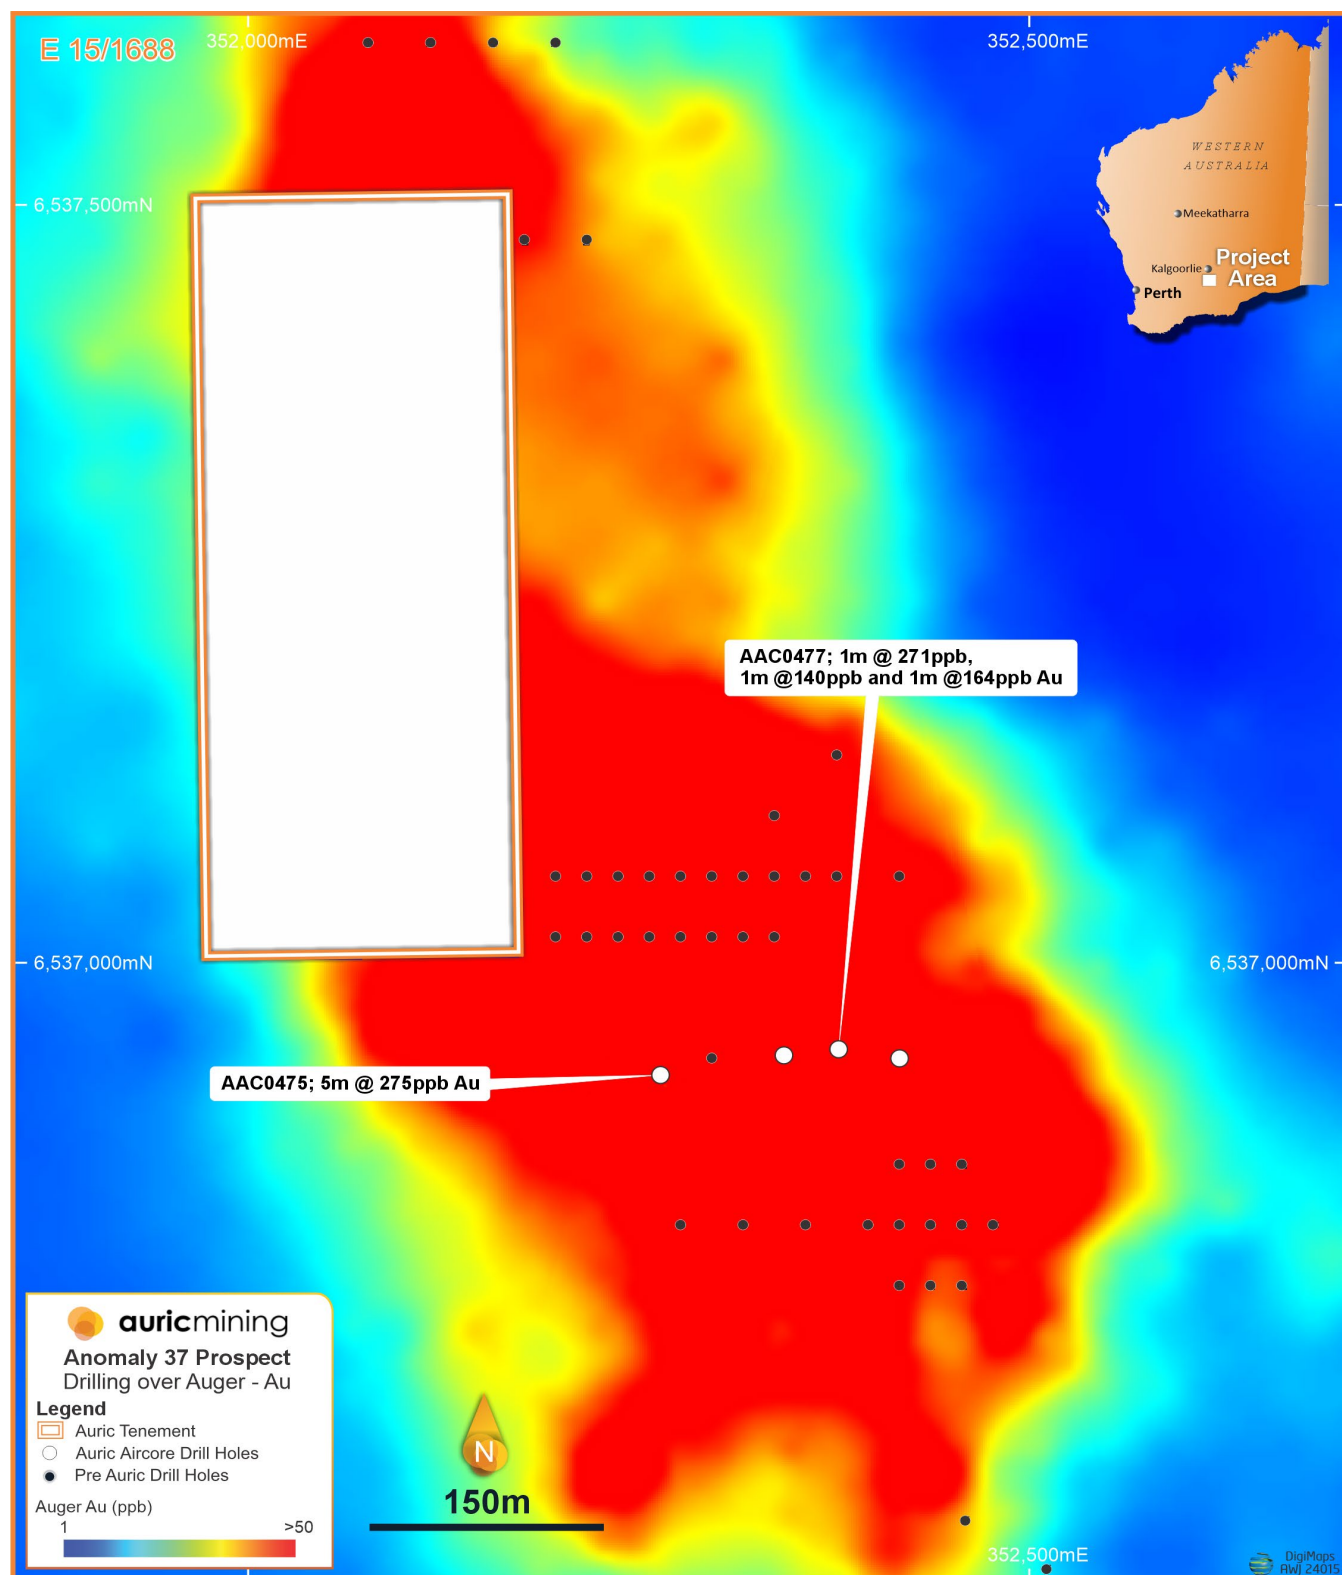 E 15/1688
352,000mE
352,500mE
WESTERN
AUSTRALIA
6,537,500mN
Meekatharra
Kalgoorlie
Project
Area
Perth
AAC0477; 1m @ 271ppb,
1m @140ppb and 1m @164ppb Au
6,537,000mN
6,537,000mN
AAC0475; 5m @ 275ppb Au
auricmining
Anomaly 37 Prospect
Drilling over Auger - Au
Legend
Auric Tenement
Auric Aircore Drill Holes
Pre Auric Drill Holes
Auger Au (ppb)
1
>50
N
150m
352,500mE
DigiMaps
AWJ 24015